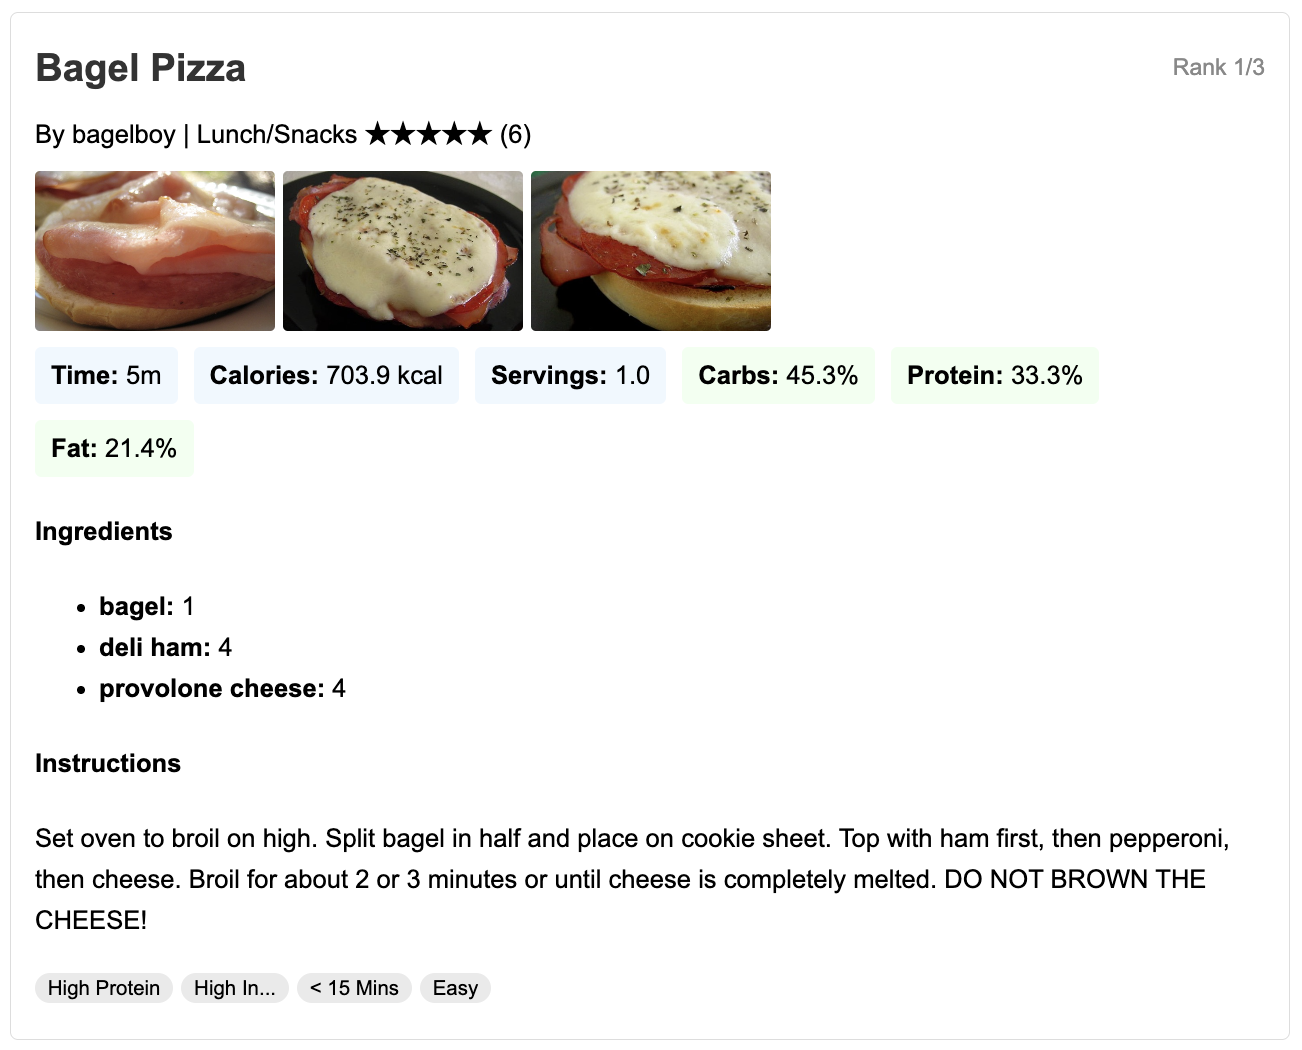 Bagel Pizza
Rank 1/3
By bagelboy | Lunch/Snacks ★★★★★ (6)
Time: 5m
Calories: 703.9 kcal
Servings: 1.0
Carbs: 45.3%
Protein: 33.3%
Fat: 21.4%
Ingredients
• bagel: 1
• deli ham: 4
• provolone cheese: 4
Instructions
Set oven to broil on high. Split bagel in half and place on cookie sheet. Top with ham first, then pepperoni,
then cheese. Broil for about 2 or 3 minutes or until cheese is completely melted. DO NOT BROWN THE
CHEESE!
High Protein
High In...
< 15 Mins
Easy